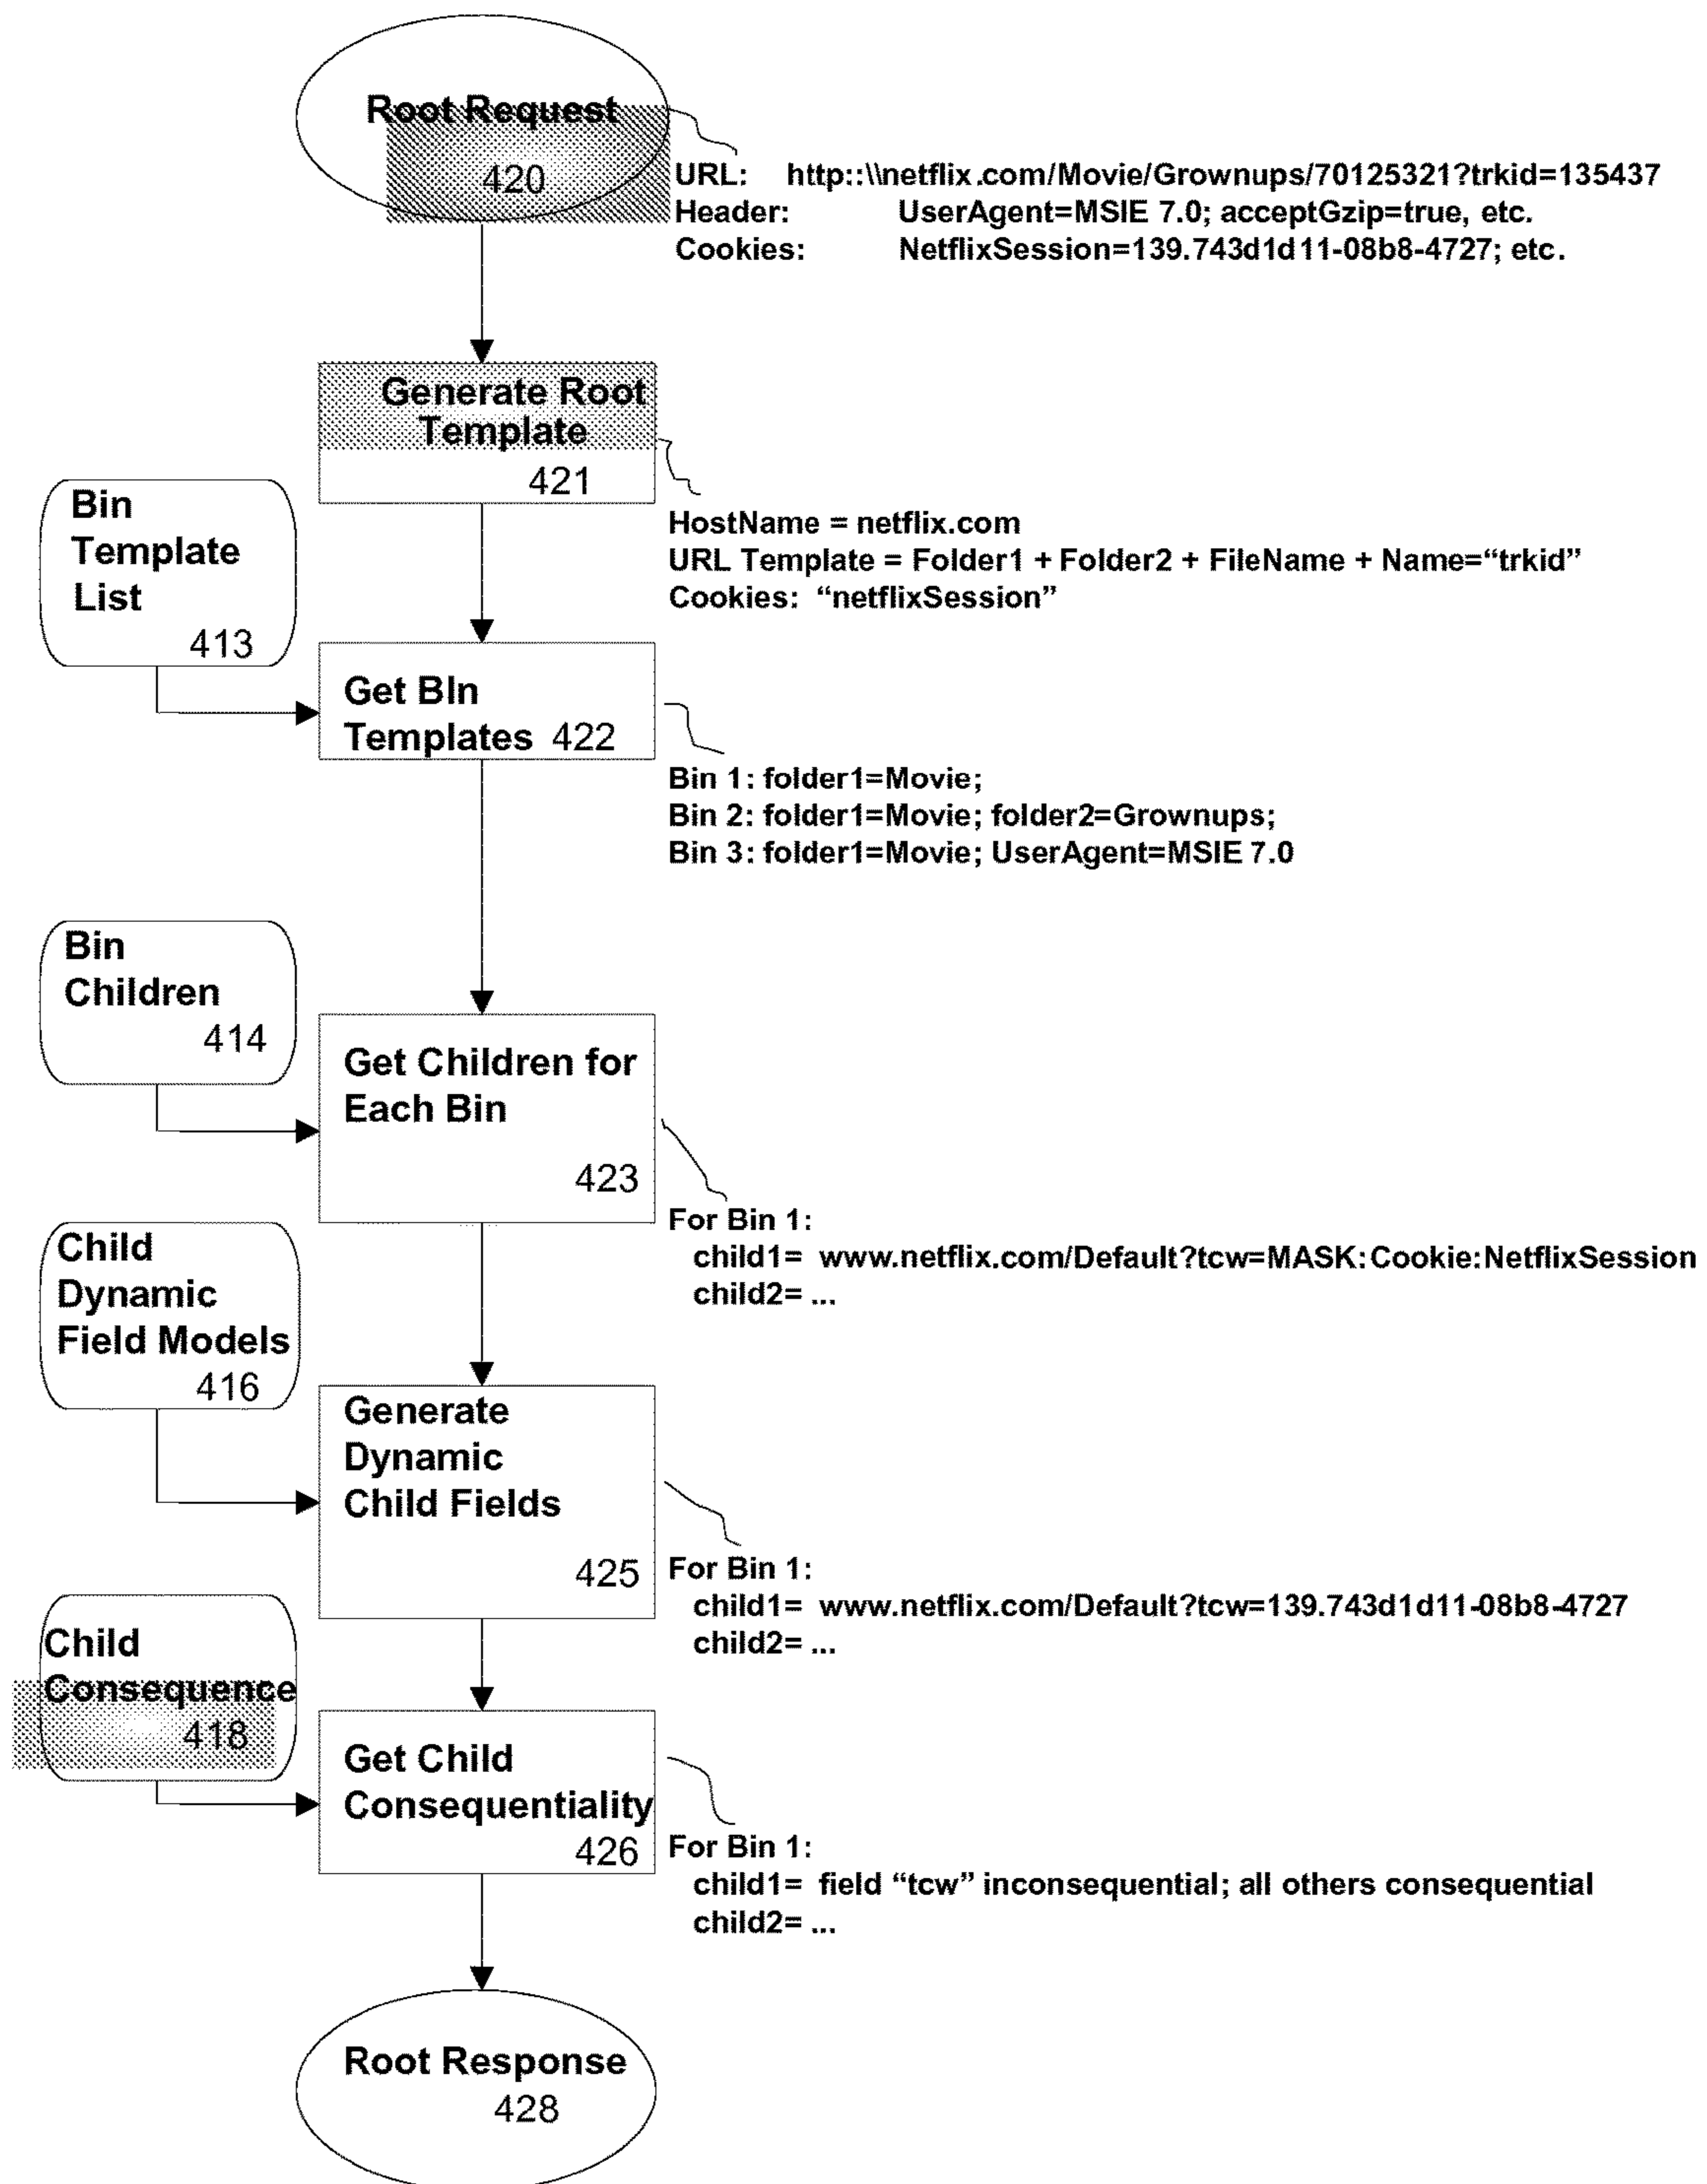 Root Request
420
URL: http::\\netflix.com/Movie/Grownups/70125321?trkid=135437
Header: UserAgent=MSIE 7.0; acceptGzip=true, etc.
Cookies: NetflixSession=139.743d1d11-08b8-4727; etc.
Generate Root
Template
421
HostName = netflix.com
URL Template = Folder1 + Folder2 + FileName + Name=“trkid”
Cookies: “netflixSession”
Bin
Template
List
413
Get BIn
Templates 422
Bin 1: folder1=Movie;
Bin 2: folder1=Movie; folder2=Grownups;
Bin 3: folder1=Movie; UserAgent=MSIE 7.0
Bin
Children
414
Get Children for
Each Bin
423
For Bin 1:
child1= www.netflix.com/Default?tcw=MASK:Cookie:NetflixSession
child2= ...
Child
Dynamic
Field Models
416
Generate
Dynamic
Child Fields
425
For Bin 1:
child1= www.netflix.com/Default?tcw=139.743d1d11-08b8-4727
child2= ...
Child
Consequence
418
Get Child
Consequentiality
426
For Bin 1:
child1= field “tcw” inconsequential; all others consequential
child2= ...
Root Response
428